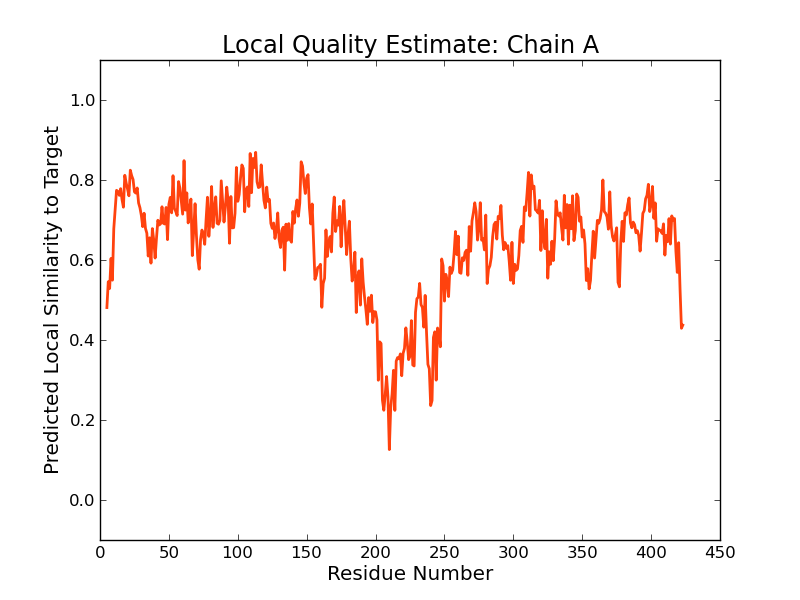 Local Quality Estimate: Chain A
Predicted Local Similarity to Target
1.0
0.8
0.6
0.4
0.2
0.0
0 50 100 150 200 250 300 350 400 450
Residue Number